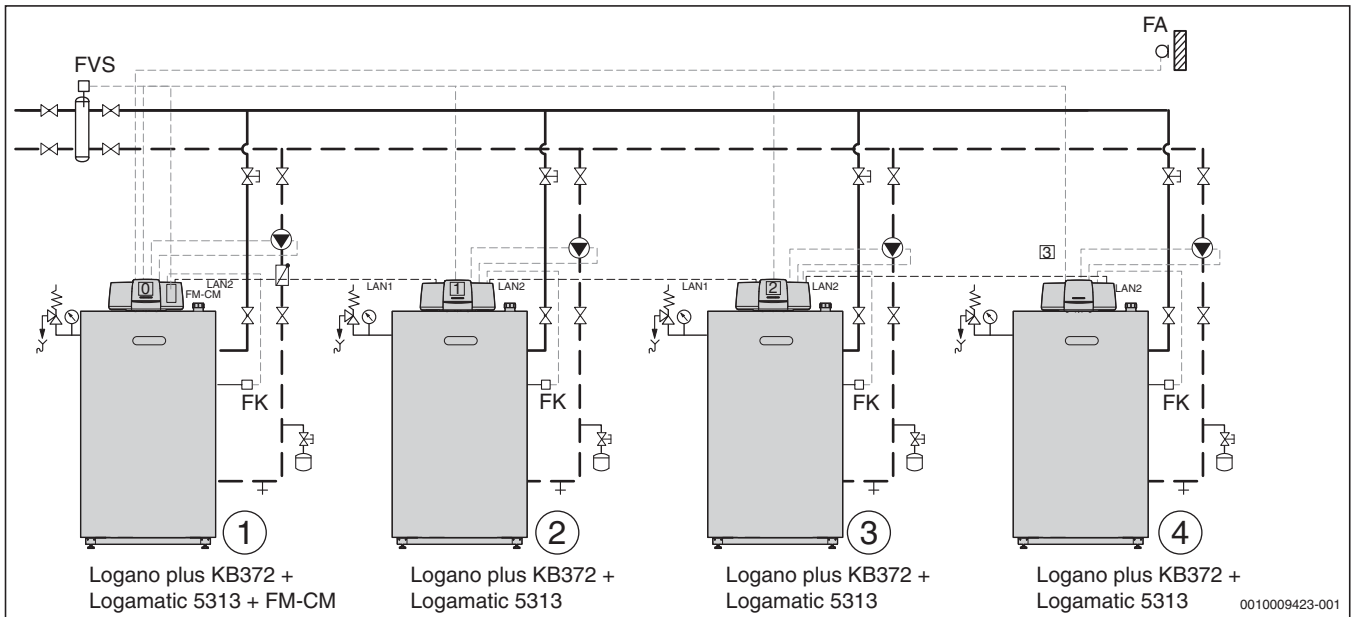 FA
FVS
3
0
LAN2
FM-CM
LAN1
1
LAN2
LAN1
2
LAN2
LAN2
FK
FK
FK
FK
1
2
3
4
Logano plus KB372 +
Logamatic 5313 + FM-CM
Logano plus KB372 +
Logamatic 5313
Logano plus KB372 +
Logamatic 5313
Logano plus KB372 +
Logamatic 5313
0010009423-001